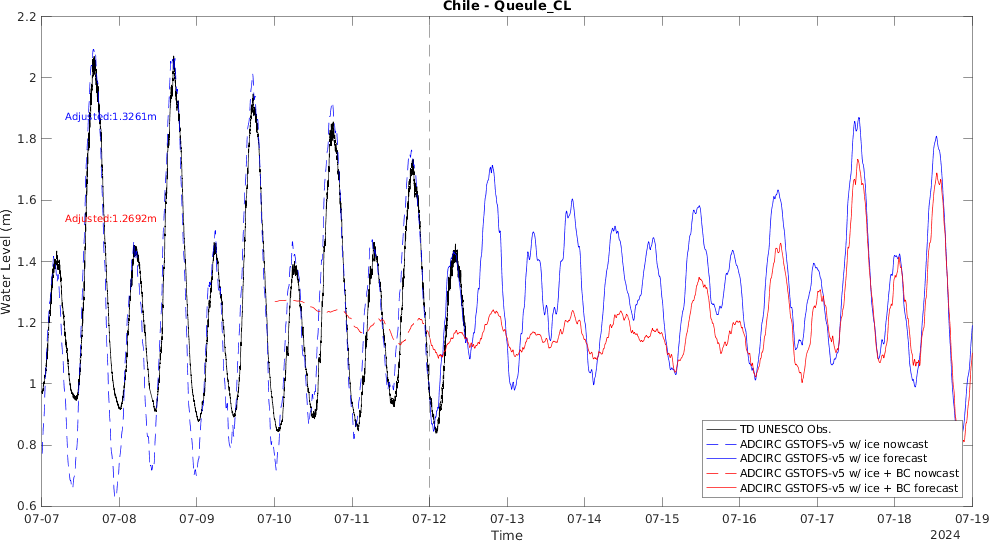 Chile - Queule_CL
2.2
2
1.8
1.6
1.4
1.2
1
0.8
0.6
Water Level (m)
Adjusted:1.3261m
Adjusted:1.2692m
TD UNESCO Obs.
ADCIRC GSTOFS-v5 w/ ice nowcast
ADCIRC GSTOFS-v5 w/ ice forecast
ADCIRC GSTOFS-v5 w/ ice + BC nowcast
ADCIRC GSTOFS-v5 w/ ice + BC forecast
07-07 07-08 07-09 07-10 07-11 07-12 07-13 07-14 07-15 07-16 07-17 07-18 07-19
Time
2024